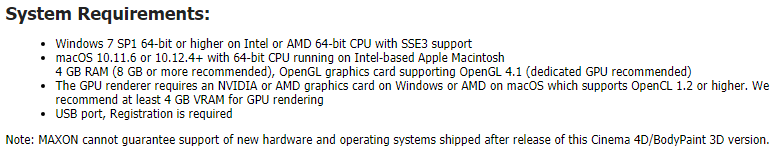 System Requirements:
Windows 7 SP1 64-bit or higher on Intel or AMD 64-bit CPU with SSE3 support
macOS 10.11.6 or 10.12.4+ with 64-bit CPU running on Intel-based Apple Macintosh
4 GB RAM (8 GB or more recommended), OpenGL graphics card supporting OpenGL 4.1 (dedicated GPU recommended)
The GPU renderer requires an NVIDIA or AMD graphics card on Windows or AMD on macOS which supports OpenCL 1.2 or higher. We
recommend at least 4 GB VRAM for GPU rendering
USB port, Registration is required
Note: MAXON cannot guarantee support of new hardware and operating systems shipped after release of this Cinema 4D/BodyPaint 3D version.